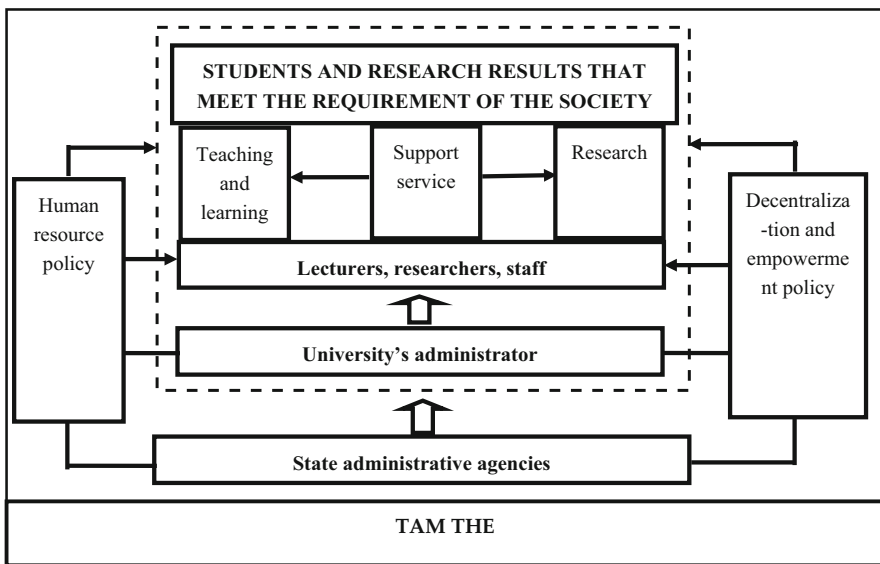 STUDENTS AND RESEARCH RESULTS THAT
MEET THE REQUIREMENT OF THE SOCIETY
Teaching
and
learning
Support
service
Research
Human
resource
policy
Decentraliza
-tion and
empowerme
nt policy
Lecturers, researchers, staff
University’s administrator
State administrative agencies
TAM THE